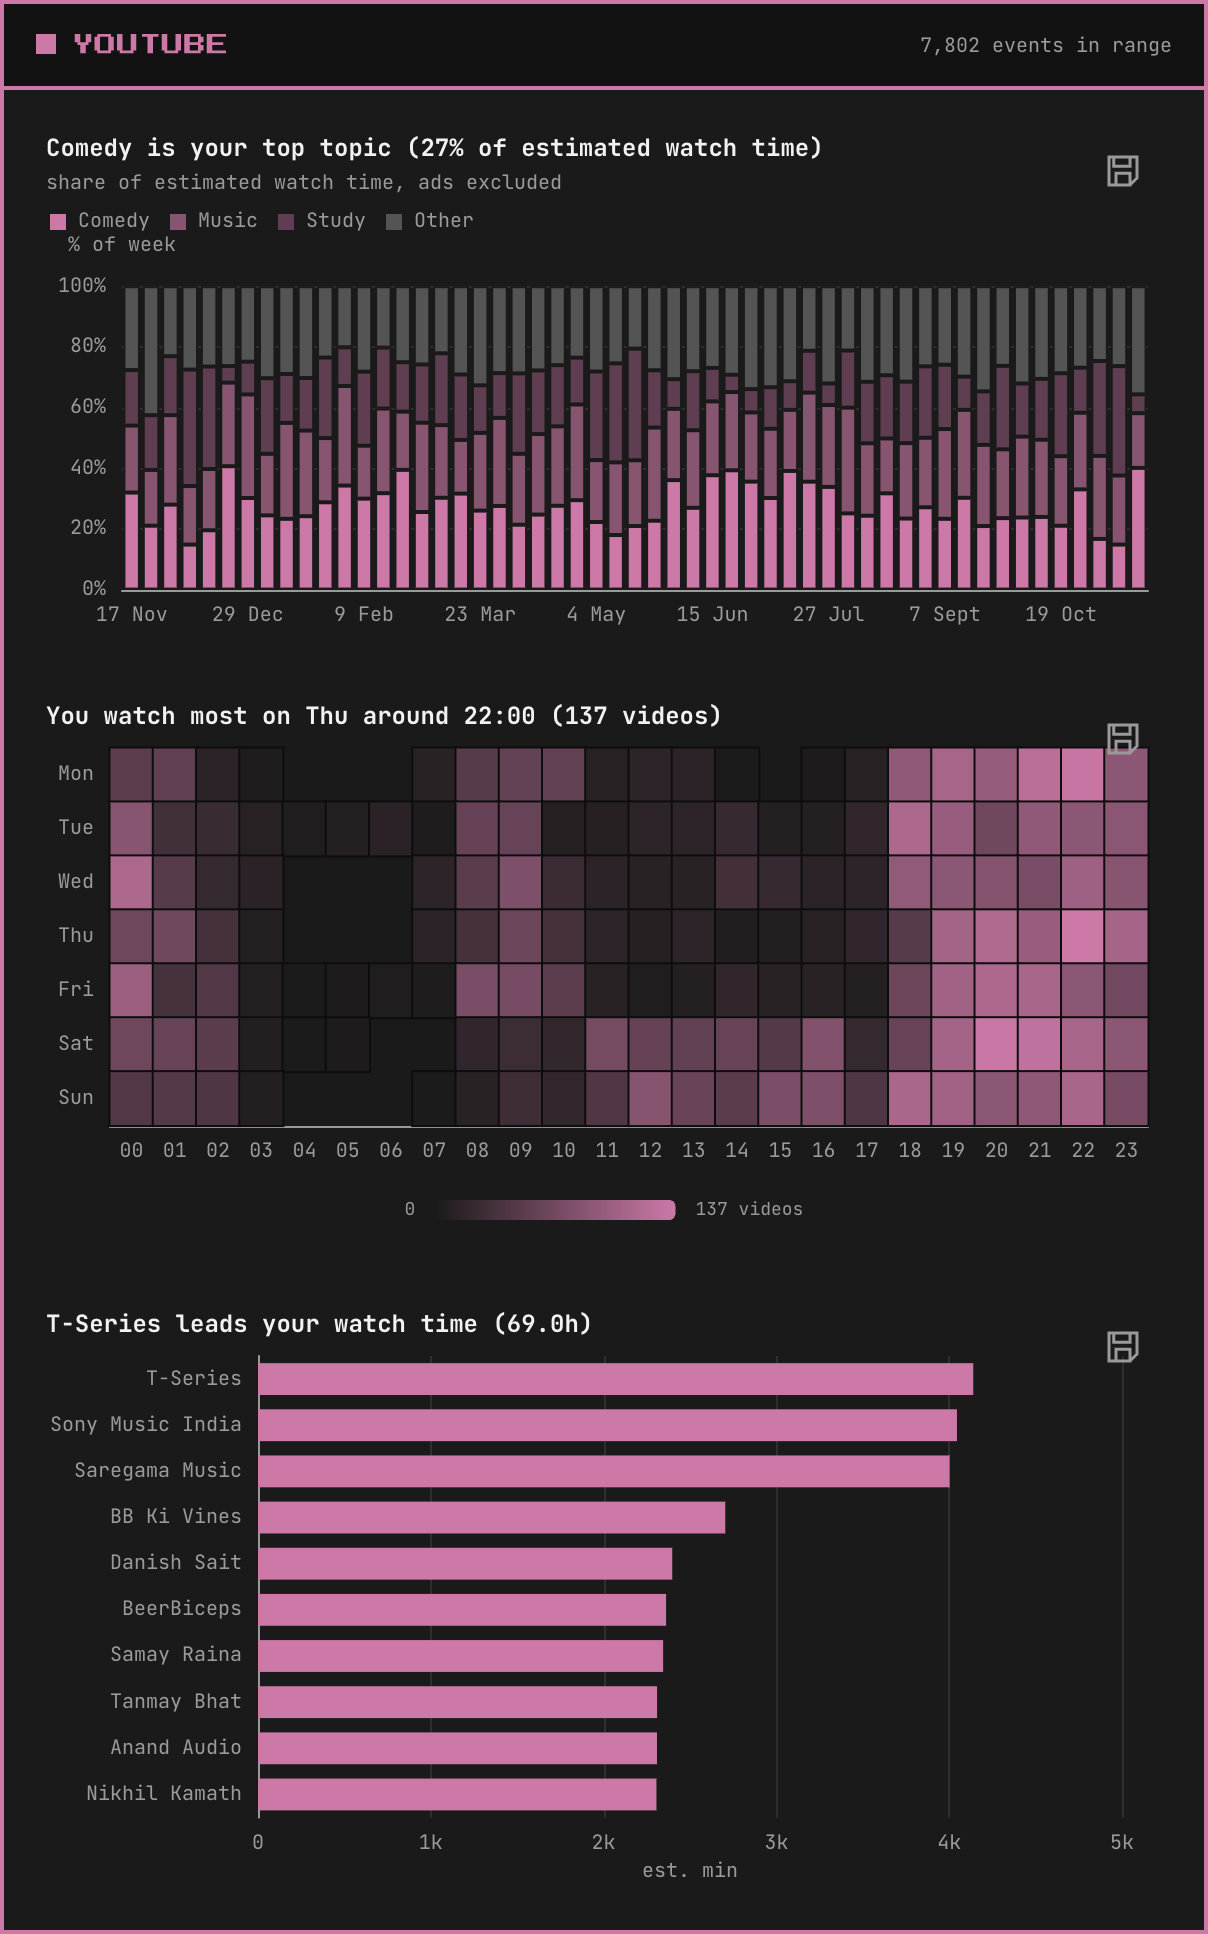 YOUTUBE
7,802 events in range
Comedy is your top topic (27% of estimated watch time)
share of estimated watch time, ads excluded
Comedy Music Study Other
% of week
100%
80%
60%
40%
20%
0%
17 Nov 29 Dec 9 Feb 23 Mar 4 May 15 Jun 27 Jul 7 Sept 19 Oct
You watch most on Thu around 22:00 (137 videos)
Mon
Tue
Wed
Thu
Fri
Sat
Sun
00 01 02 03 04 05 06 07 08 09 10 11 12 13 14 15 16 17 18 19 20 21 22 23
0 137 videos
T-Series leads your watch time (69.0h)
T-Series
Sony Music India
Saregama Music
BB Ki Vines
Danish Sait
BeerBiceps
Samay Raina
Tanmay Bhat
Anand Audio
Nikhil Kamath
0 1k 2k 3k 4k 5k
est. min